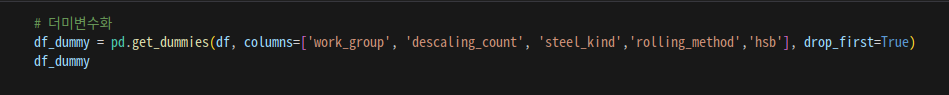 # 더미변수화
df_dummy = pd.get_dummies(df, columns=['work_group', 'descaling_count', 'steel_kind','rolling_method','hsb'], drop_first=True)
df_dummy